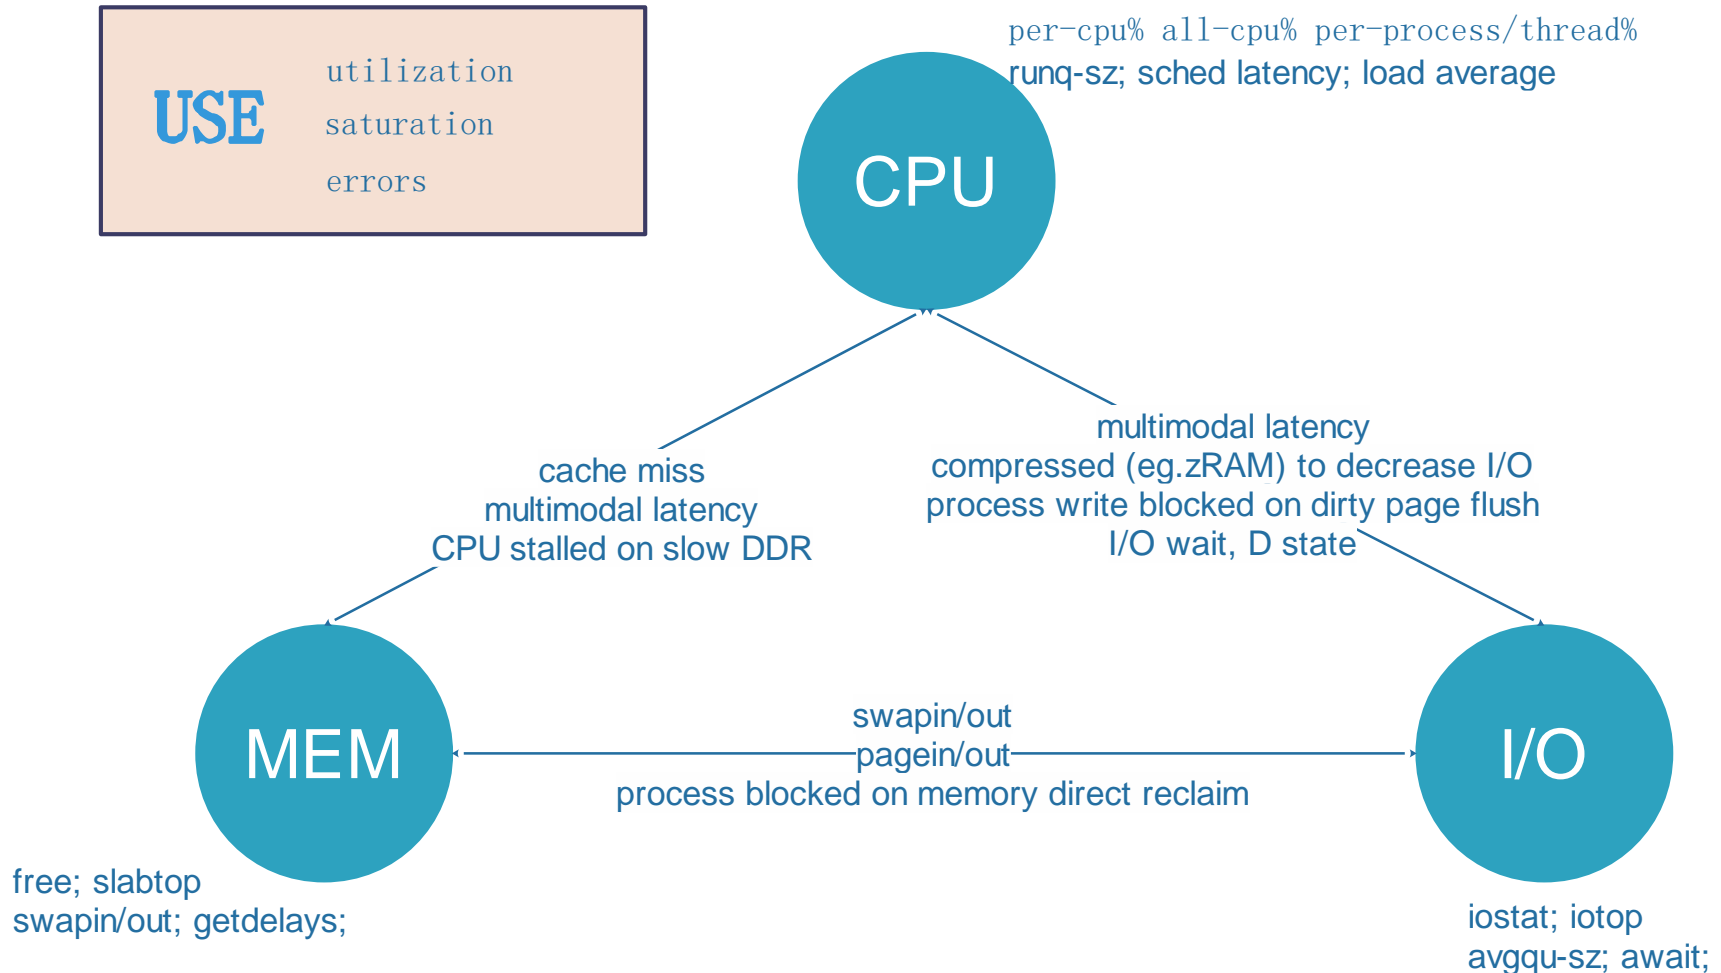 per-cpu% all-cpu% per-process/thread%
runq-sz; sched latency; load average
USE
utilization
saturation
errors
CPU
cache miss
multimodal latency
CPU stalled on slow DDR
multimodal latency
compressed (eg.zRAM) to decrease I/O
process write blocked on dirty page flush
I/O wait, D state
MEM
swapin/out
pagein/out
process blocked on memory direct reclaim
I/O
free; slabtop
swapin/out; getdelays;
iostat; iotop
avgqu-sz; await;